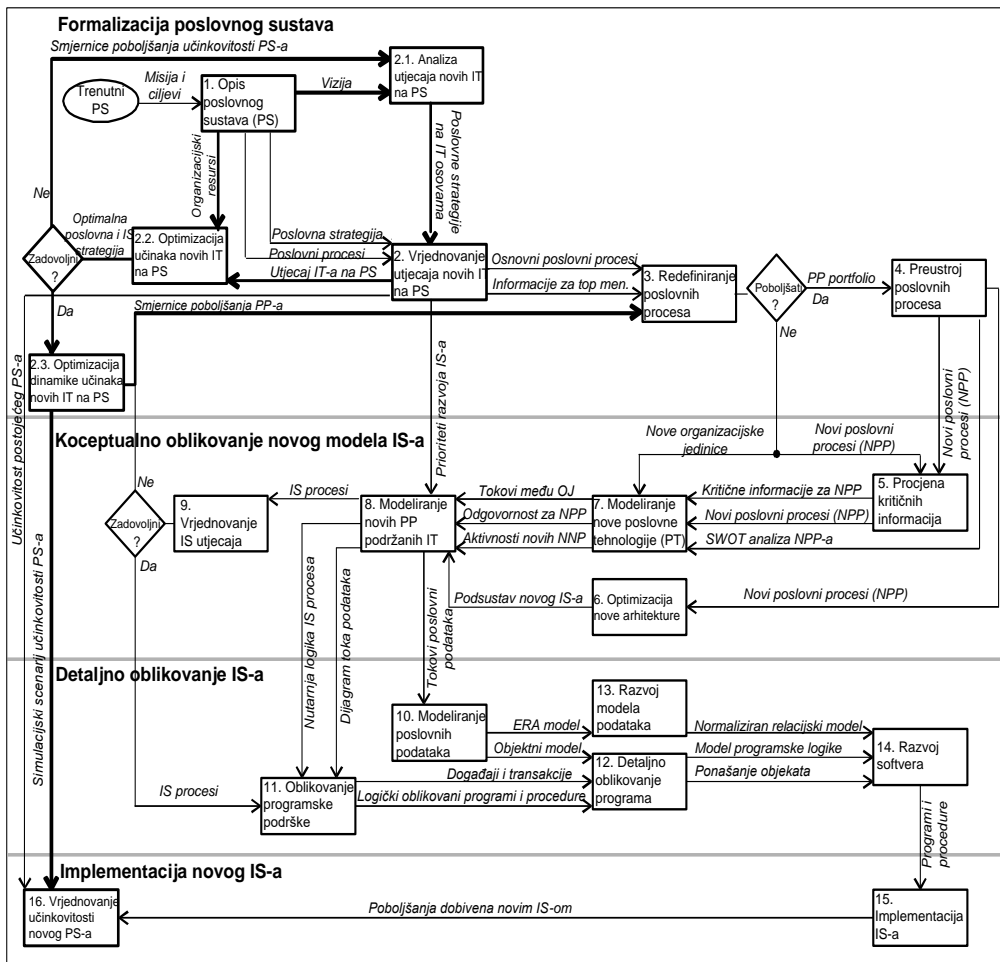 Formalizacija poslovnog sustava
Smjernice poboljšanja učinkovitosti PS-a
2.1. Analiza
utjecaja novih IT
na PS
Misija i
ciljevi
Trenutni
PS
1. Opis
poslovnog
sustava (PS)
Vizija
Organizacijski
resursi
Poslovne strategije
na IT osovama
Ne
Optimalna
poslovna i IS
strategija
Zadovoljni
?
2.2. Optimizacija
učinaka novih IT
na PS
Poslovna strategija
Poslovni procesi
Utjecaj IT-a na PS
2. Vrjednovanje
utjecaja novih IT
na PS
Osnovni poslovni procesi
Informacije za top men.
3. Redefiniranje
poslovnih
procesa
Poboljšati
?
PP portfolio
Da
Ne
4. Preustroj
poslovnih
procesa
Da
Smjernice poboljšanja PP-a
2.3. Optimizacija
dinamike učinaka
novih IT na PS
Učinkovitost postojećeg PS-a
Prioriteti razvoja IS-a
Novi poslovni
procesi (NPP)
Koceptualno oblikovanje novog modela IS-a
Nove organizacijske
jedinice
Novi poslovni
procesi (NPP)
Ne
Zadovoljni
?
Da
9.
Vrjednovanje
IS utjecaja
IS procesi
8. Modeliranje
novih PP
podržanih IT
Tokovi među OJ
Odgovornost za NPP
Aktivnosti novih NNP
7. Modeliranje
nove poslovne
tehnologije (PT)
Kritične informacije za NPP
Novi poslovni procesi (NPP)
SWOT analiza NPP-a
5. Procjena
kritičnih
informacija
Podsustav novog IS-a
6. Optimizacija
nove arhitekture
Novi poslovni procesi (NPP)
Simulacijski scenarij učinkovitosti PS-a
Nutarnja logika IS procesa
Dijagram toka podataka
Tokovi poslovni
podataka
Detaljno oblikovanje IS-a
10. Modeliranje
poslovnih
podataka
ERA model
Objektni model
13. Razvoj
modela
podataka
Normaliziran relacijski model
Model programske logike
Ponašanje objekata
14. Razvoj
softvera
12. Detaljno
oblikovanje
programa
IS procesi
11. Oblikovanje
programske
podrške
Događaji i transakcije
Logički oblikovani programi i procedure
Programi i
procedure
Implementacija novog IS-a
16. Vrjednovanje
učinkovitosti
novog PS-a
Poboljšanja dobivena novim IS-om
15.
Implementacija
IS-a